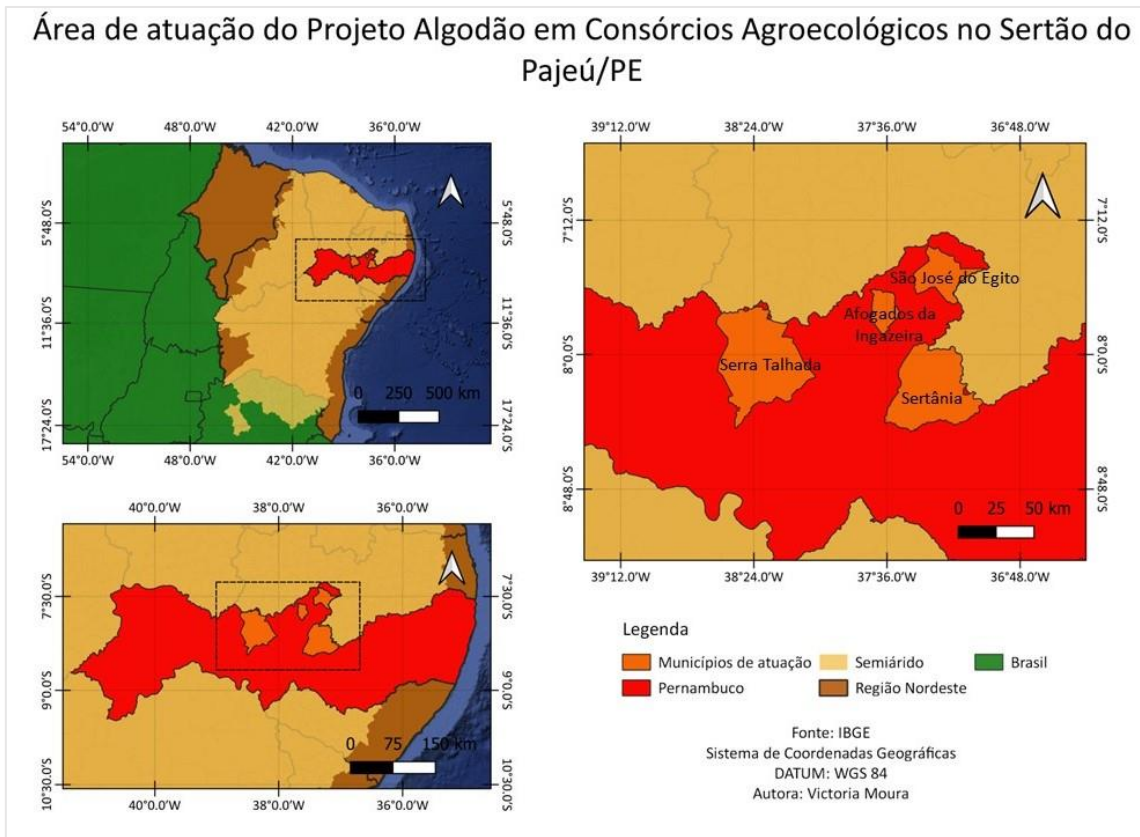 Área de atuação do Projeto Algodão em Consórcios Agroecológicos no Sertão do
Pajeú/PE
54°0.0'W 48°0.0'W 42°0.0'W 36°0.0'W
5°48.0'S 5°48.0'S
11°36.0'S 11°36.0'S
17°24.0'S 17°24.0'S
0 250 500 km
54°0.0'W 48°0.0'W 42°0.0'W 36°0.0'W
39°12.0'W 38°24.0'W 37°36.0'W 36°48.0'W
7°12.0'S 7°12.0'S
São José do Egito
Afogados da
Ingazeira
8°0.0'S 8°0.0'S
Serra Talhada
Sertânia
8°48.0'S 8°48.0'S
0 25 50 km
39°12.0'W 38°24.0'W 37°36.0'W 36°48.0'W
40°0.0'W 38°0.0'W 36°0.0'W
7°30.0'S 7°30.0'S
9°0.0'S 9°0.0'S
0 75 150 km
10°30.0'S 10°30.0'S
40°0.0'W 38°0.0'W 36°0.0'W
Legenda
Municípios de atuação Semiárido Brasil
Pernambuco Região Nordeste
Fonte: IBGE
Sistema de Coordenadas Geográficas
DATUM: WGS 84
Autora: Victoria Moura